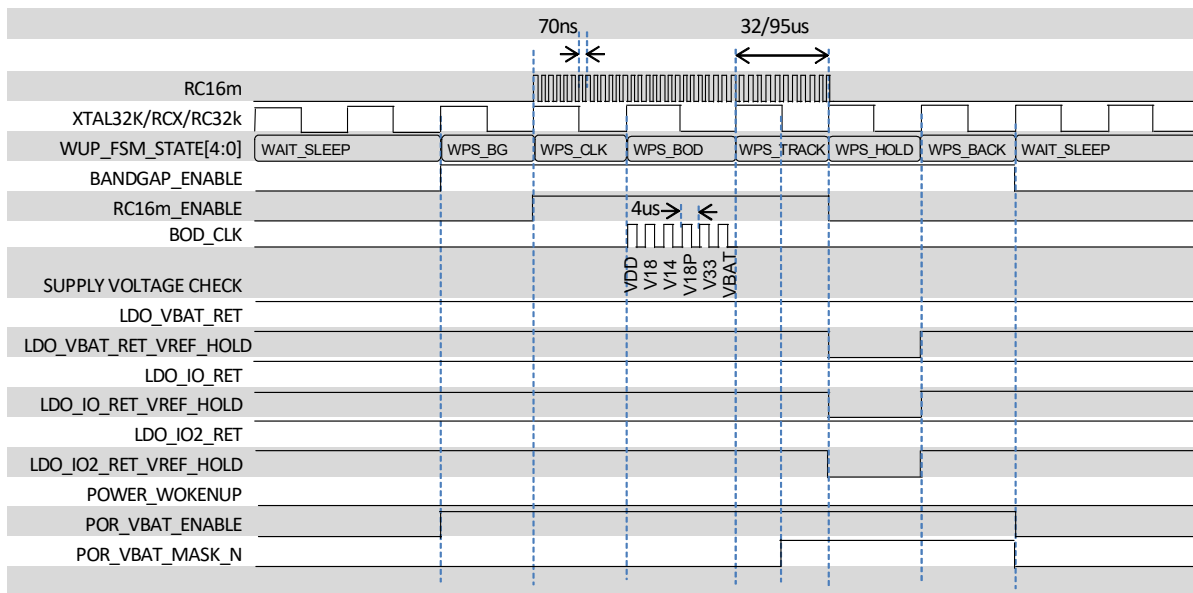 70ns
32/95us
RC16m
XTAL32K/RCX/RC32k
WUP_FSM_STATE[4:0] WAIT_SLEEP WPS_BG WPS_CLK WPS_BOD WPS_TRACK WPS_HOLD WPS_BACK WAIT_SLEEP
BANDGAP_ENABLE
RC16m_ENABLE
4us
BOD_CLK
SUPPLY VOLTAGE CHECK VDD V18 V14 V18P V33 VBAT
LDO_VBAT_RET
LDO_VBAT_RET_VREF_HOLD
LDO_IO_RET
LDO_IO_RET_VREF_HOLD
LDO_IO2_RET
LDO_IO2_RET_VREF_HOLD
POWER_WOKENUP
POR_VBAT_ENABLE
POR_VBAT_MASK_N